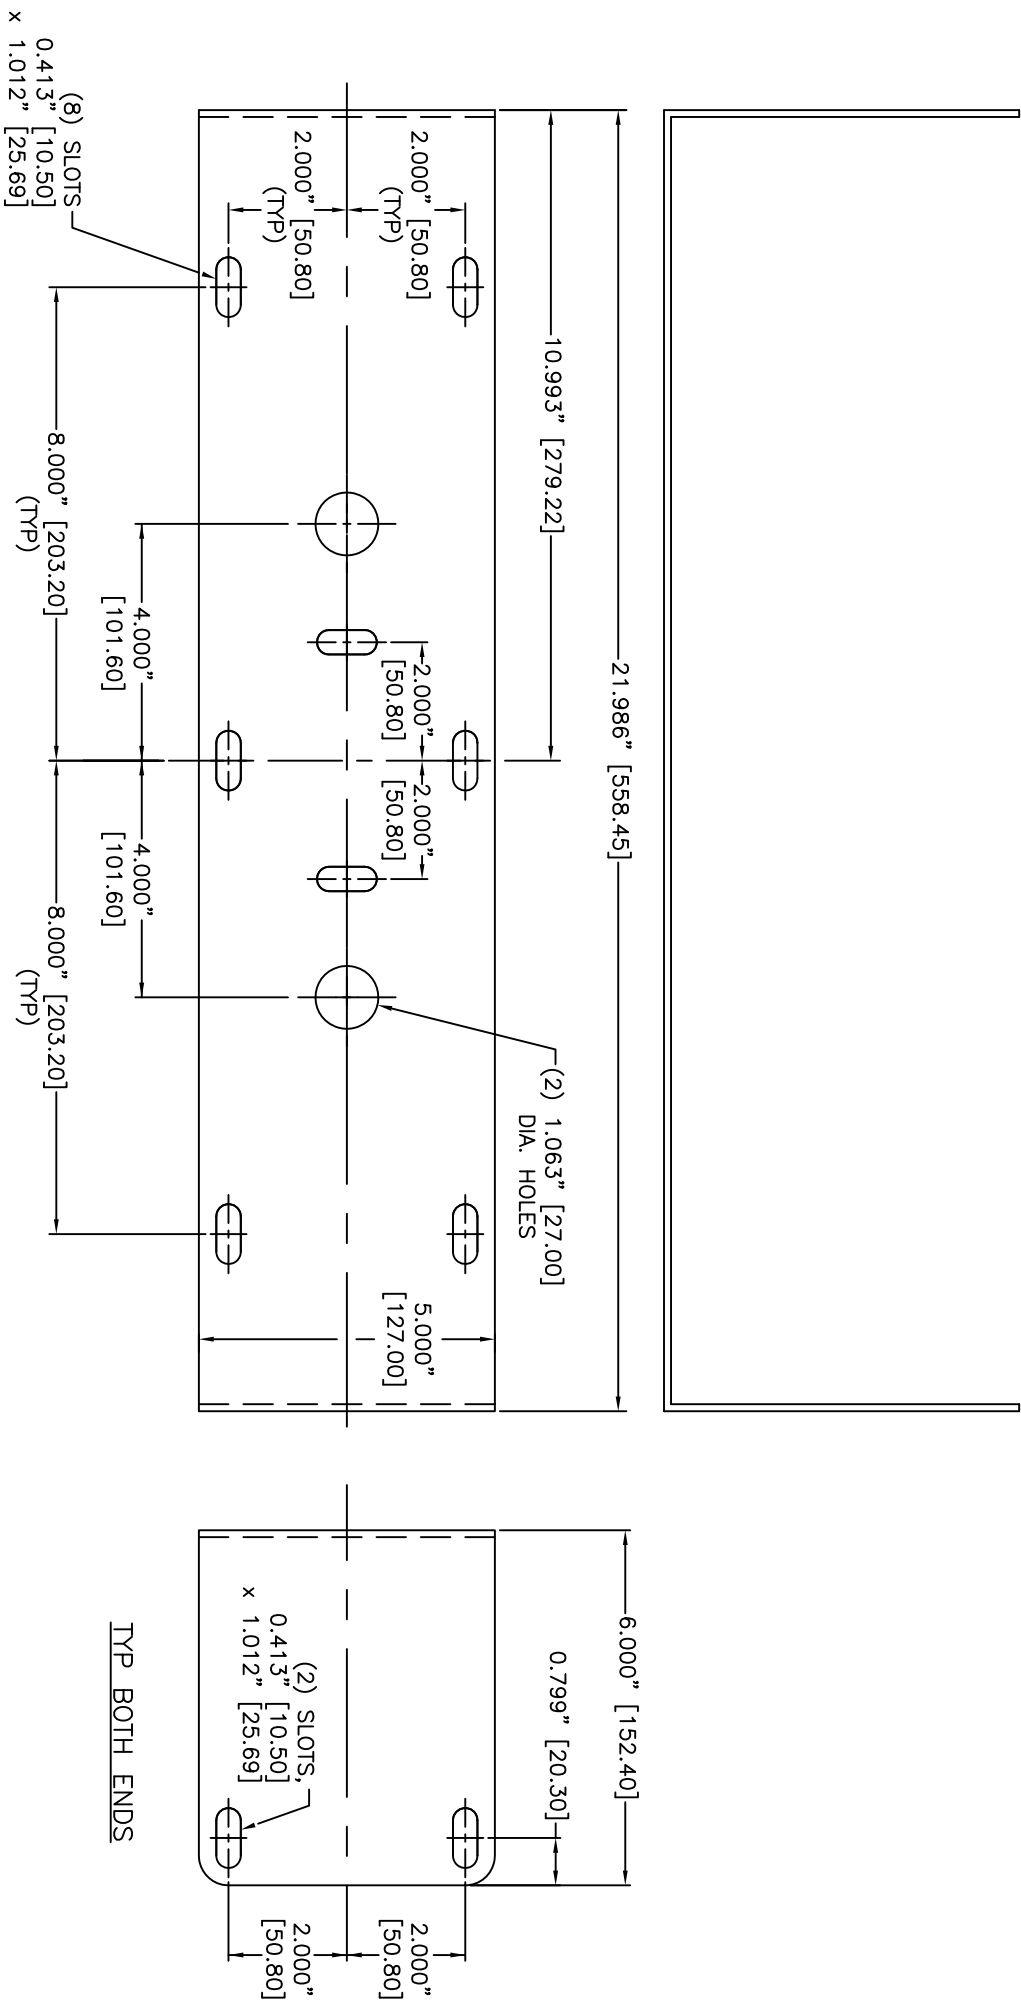 21.986" [558.45]
10.993" [279.22]
2.000" [50.80]
(TYP)
2.000" [50.80]
(TYP)
2.000"
[50.80]
2.000"
[50.80]
(2) 1.063" [27.00]
DIA. HOLES
5.000"
[127.00]
4.000"
[101.60]
4.000"
[101.60]
8.000" [203.20]
(TYP)
8.000" [203.20]
(TYP)
(8) SLOTS
0.413" [10.50]
x 1.012" [25.69]
6.000" [152.40]
0.799" [20.30]
(2) SLOTS,
0.413" [10.50]
x 1.012" [25.69]
2.000"
[50.80]
2.000"
[50.80]
TYP BOTH ENDS